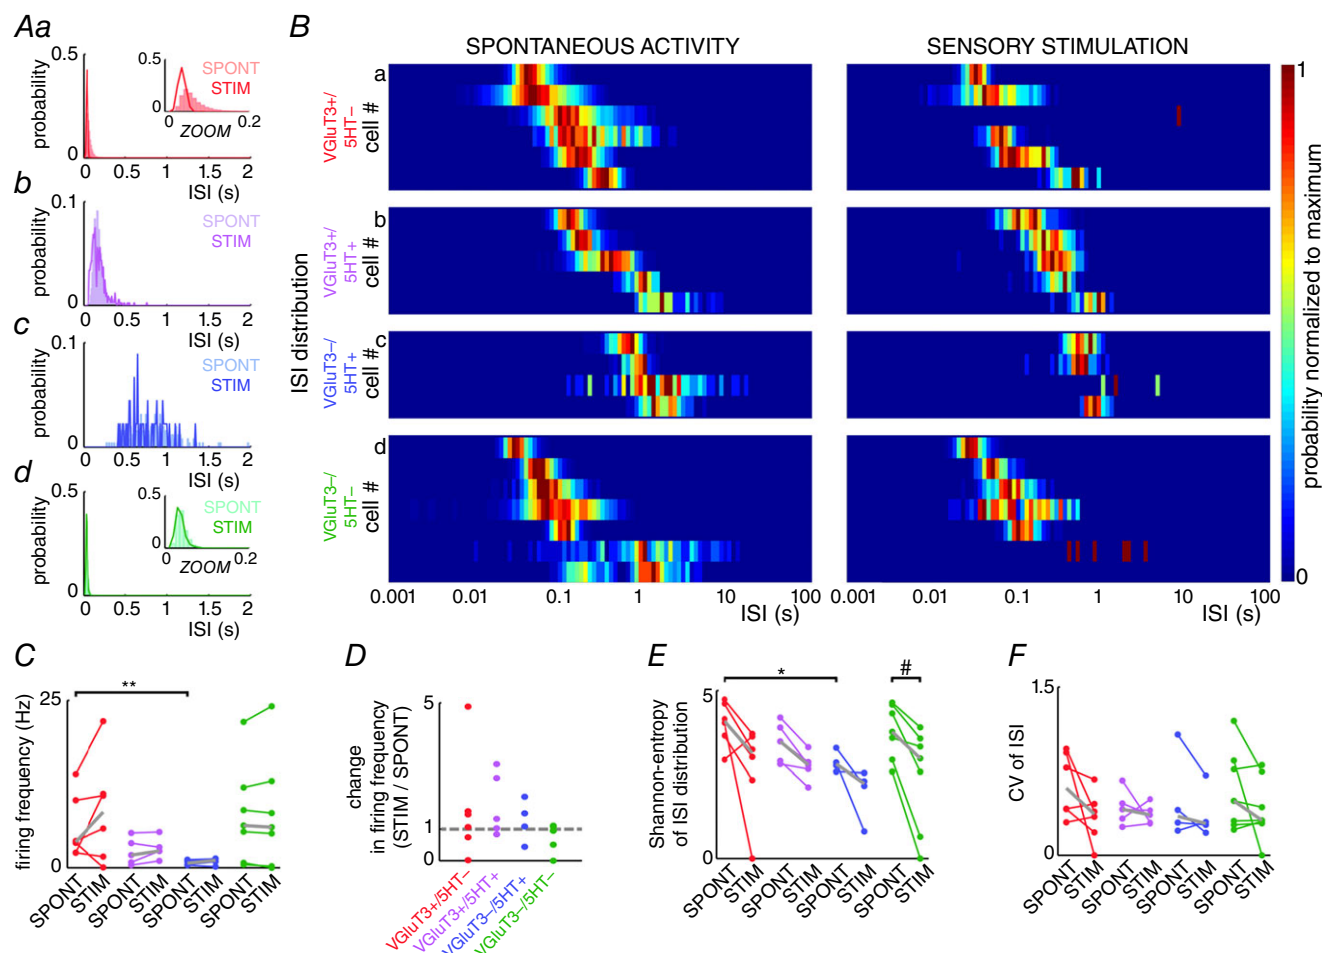 Aa
0.5
probability
0
0 0.5 1 1.5 2
ISI (s)
0.5
SPONT
STIM
0
0 0.2
ZOOM
b
0.1
probability
0
SPONT
STIM
0 0.5 1 1.5 2
ISI (s)
c
0.1
probability
0
SPONT
STIM
0 0.5 1 1.5 2
ISI (s)
d
0.5
probability
0
0.5
SPONT
STIM
0
0 0.2
ZOOM
0 0.5 1 1.5 2
ISI (s)
B
SPONTANEOUS ACTIVITY
SENSORY STIMULATION
ISI distribution
VGluT3+/
5HT–
cell #
a
VGluT3+/
5HT+
cell #
b
VGluT3–/
5HT+
cell #
c
VGluT3–/
5HT–
cell #
d
0.001 0.01 0.1 1 10 100
ISI (s)
0.001 0.01 0.1 1 10 100
ISI (s)
1
0
probability normalized to maximum
C
**
25
0
firing frequency (Hz)
SPONT STIM SPONT STIM SPONT STIM SPONT STIM
D
5
1
0
change
in firing frequency
(STIM / SPONT)
VGluT3+/5HT–
VGluT3+/5HT+
VGluT3–/5HT+
VGluT3–/5HT–
E
* #
5
0
Shannon-entropy
of ISI distribution
SPONT STIM SPONT STIM SPONT STIM SPONT STIM
F
1.5
0
CV of ISI
SPONT STIM SPONT STIM SPONT STIM SPONT STIM